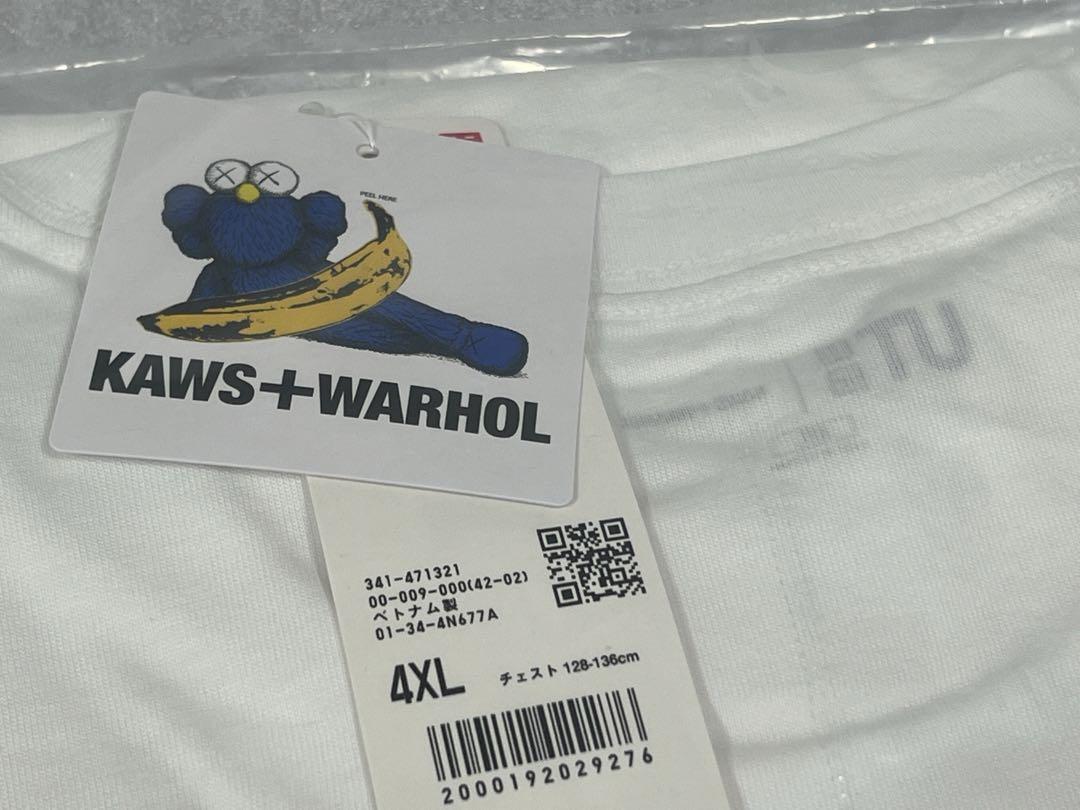 PEEL HERE
KAWS+WARHOL
UT
341-471321
00-009-000(42-02)
ベトナム製
01-34-4N677A
4XL チェスト 128-136cm
2000192029276